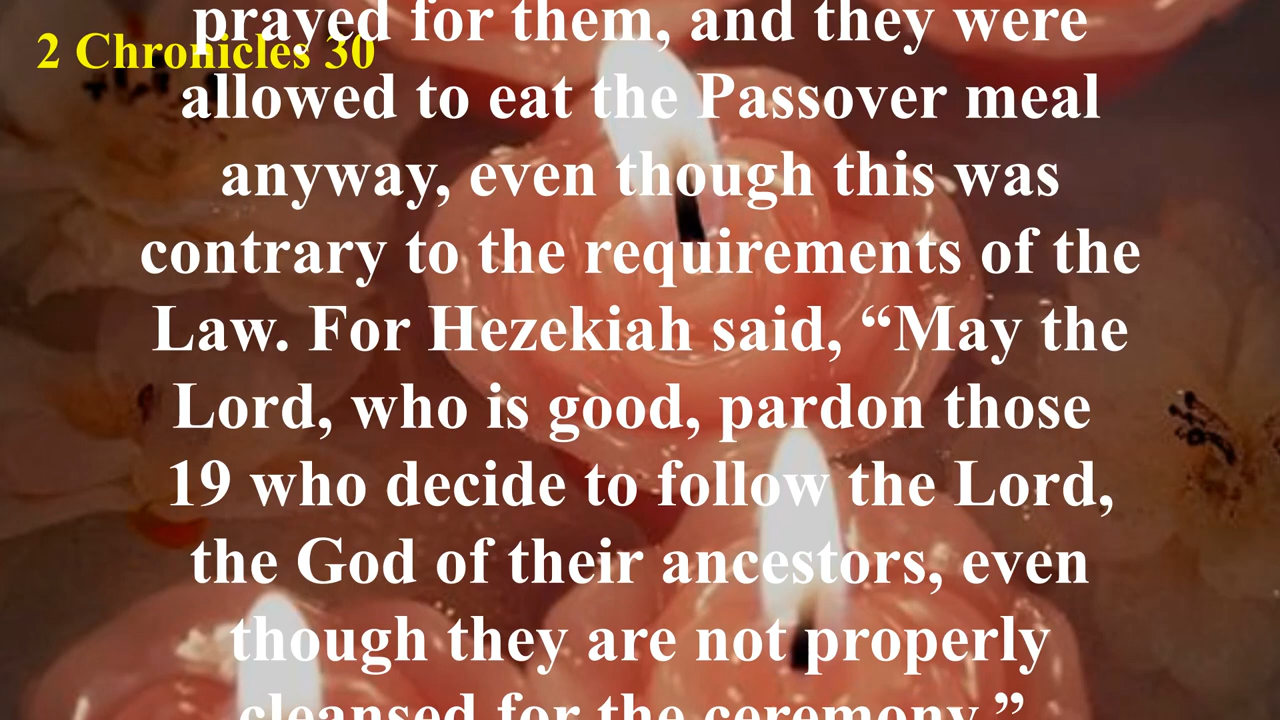 prayed for them, and they were
2 Chronicles 30
allowed to eat the Passover meal
anyway, even though this was
contrary to the requirements of the
Law. For Hezekiah said, “May the
Lord, who is good, pardon those
19 who decide to follow the Lord,
the God of their ancestors, even
though they are not properly
cleansed for the ceremony.”